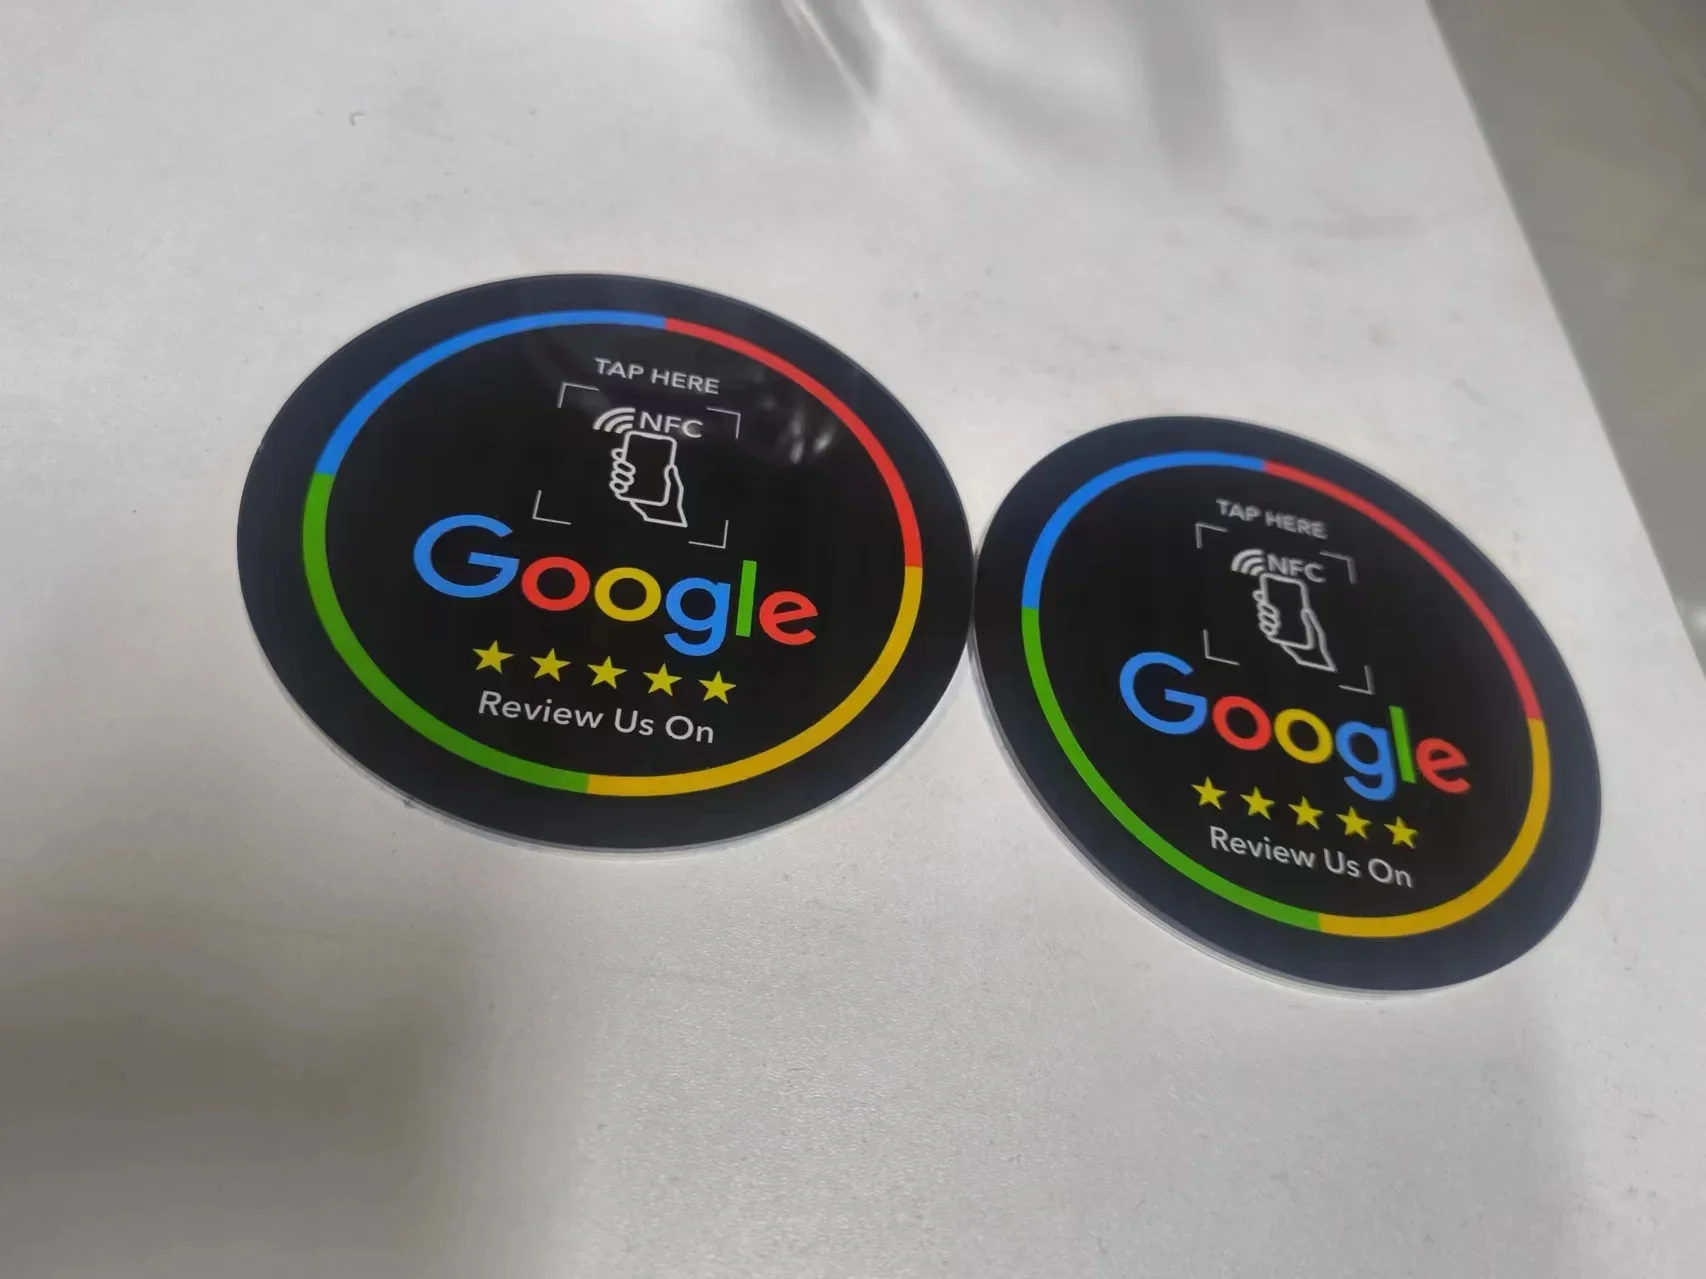 TAP HERE
NFC
Google
Review Us On
TAP HERE
NFC
Google
Review Us On